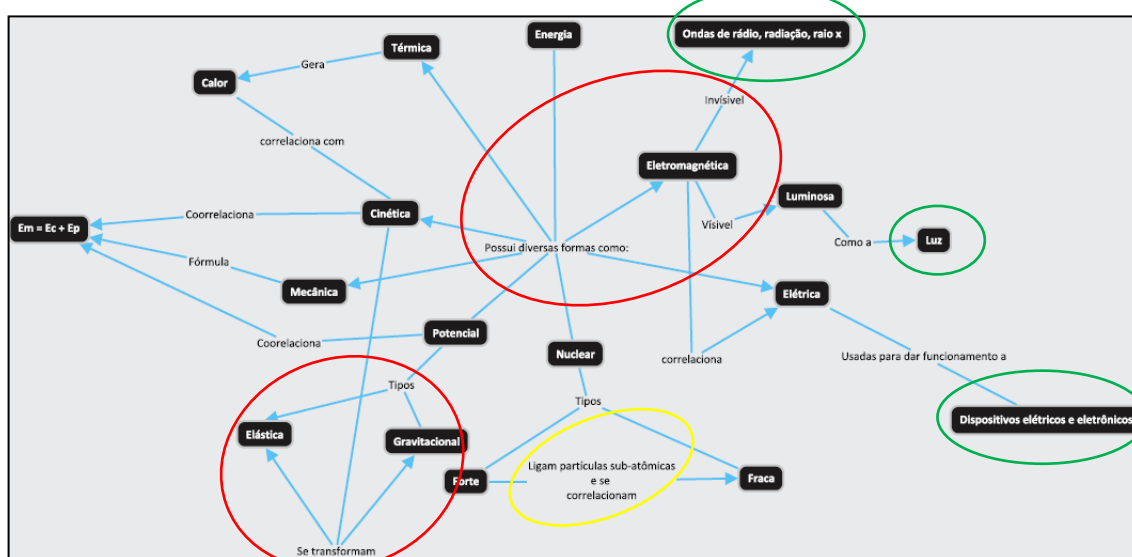 Energia
Ondas de rádio, radiação, raio x
Térmica
Gera
Calor
Invísivel
correlaciona com
Eletromagnética
Luminosa
Coorrelaciona
Cinética
Vísivel
Em = Ec + Ep
Como a
Luz
Possui diversas formas como:
Fórmula
Mecânica
Elétrica
Potencial
Coorelaciona
Nuclear
correlaciona
Usadas para dar funcionamento a
Tipos
Tipos
Dispositivos elétricos e eletrônicos
Elástica
Gravitacional
Ligam partículas sub-atômicas
e se
correlacionam
Forte
Fraca
Se transformam